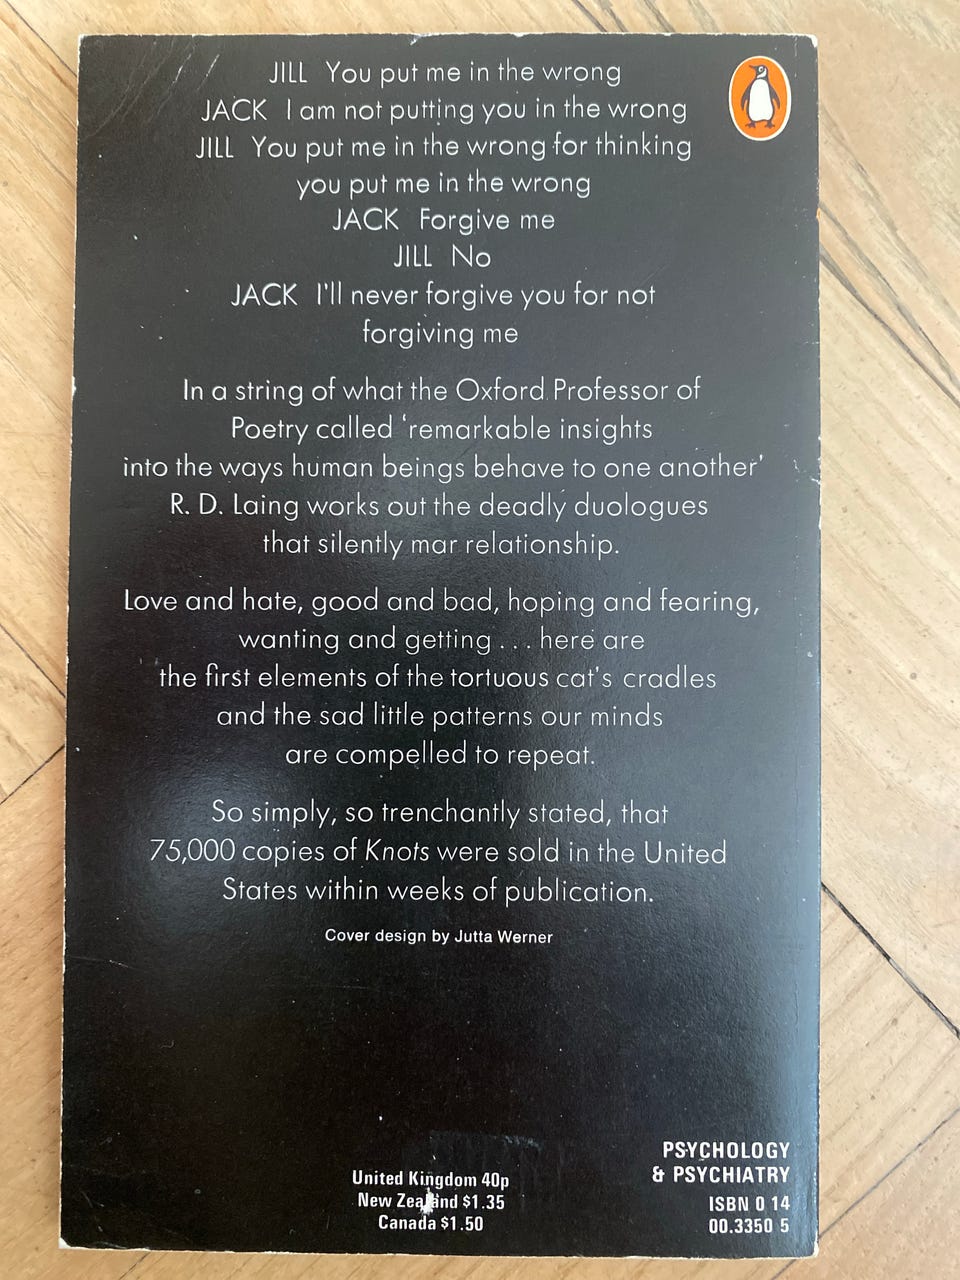 JILL You put me in the wrong
JACK I am not putting you in the wrong
JILL You put me in the wrong for thinking
you put me in the wrong
JACK Forgive me
JILL No
JACK I'll never forgive you for not
forgiving me
In a string of what the Oxford Professor of
Poetry called ‘remarkable insights
into the ways human beings behave to one another’
R. D. Laing works out the deadly duologues
that silently mar relationship.
Love and hate, good and bad, hoping and fearing,
wanting and getting . . . here are
the first elements of the tortuous cat's cradles
and the sad little patterns our minds
are compelled to repeat.
So simply, so trenchantly stated, that
75,000 copies of Knots were sold in the United
States within weeks of publication.
Cover design by Jutta Werner
United Kingdom 40p
New Zealand $1.35
Canada $1.50
PSYCHOLOGY
& PSYCHIATRY
ISBN 0 14
00.3350 5